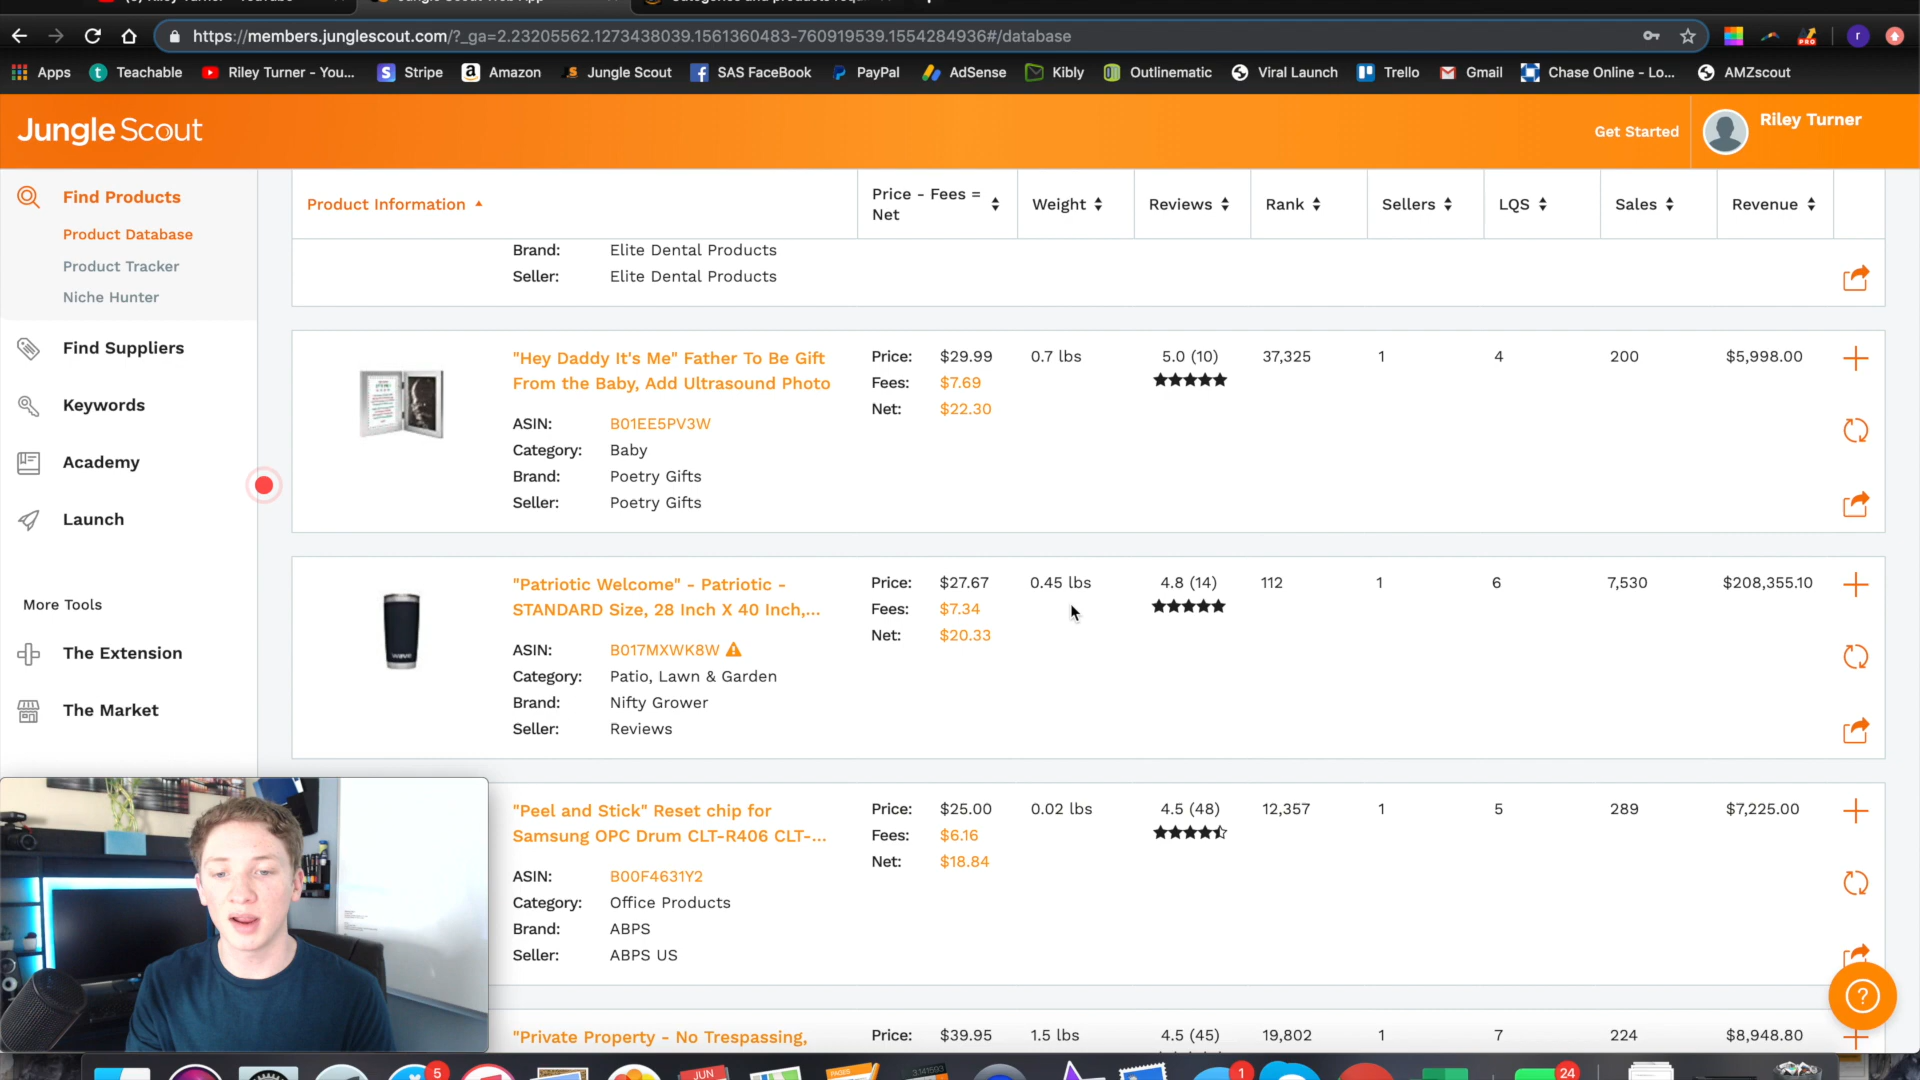 https://members.junglescout.com/?_ga=2.23205562.1273438039.1561360483-760919539.1554284936#/database
Apps Teachable Riley Turner - You... Stripe Amazon Jungle Scout SAS FaceBook PayPal AdSense Kibly Outlinematic Viral Launch Trello Gmail Chase Online - Lo... AMZscout
Jungle Scout
Get Started
Riley Turner
Find Products
Product Database
Product Tracker
Niche Hunter
Find Suppliers
Keywords
Academy
Launch
More Tools
The Extension
The Market
Product Information Price - Fees = Net Weight Reviews Rank Sellers LQS Sales Revenue
Brand: Elite Dental Products
Seller: Elite Dental Products
"Hey Daddy It's Me" Father To Be Gift
From the Baby, Add Ultrasound Photo
ASIN: B01EE5PV3W
Category: Baby
Brand: Poetry Gifts
Seller: Poetry Gifts
Price: $29.99 0.7 lbs 5.0 (10) 37,325 1 4 200 $5,998.00
Fees: $7.69
Net: $22.30
"Patriotic Welcome" - Patriotic -
STANDARD Size, 28 Inch X 40 Inch,...
ASIN: B017MXWK8W
Category: Patio, Lawn & Garden
Brand: Nifty Grower
Seller: Reviews
Price: $27.67 0.45 lbs 4.8 (14) 112 1 6 7,530 $208,355.10
Fees: $7.34
Net: $20.33
"Peel and Stick" Reset chip for
Samsung OPC Drum CLT-R406 CLT-...
ASIN: B00F4631Y2
Category: Office Products
Brand: ABPS
Seller: ABPS US
Price: $25.00 0.02 lbs 4.5 (48) 12,357 1 5 289 $7,225.00
Fees: $6.16
Net: $18.84
"Private Property - No Trespassing,
Price: $39.95 1.5 lbs 4.5 (45) 19,802 1 7 224 $8,948.80
?
5 JUN PAGES 3.141593 1 24